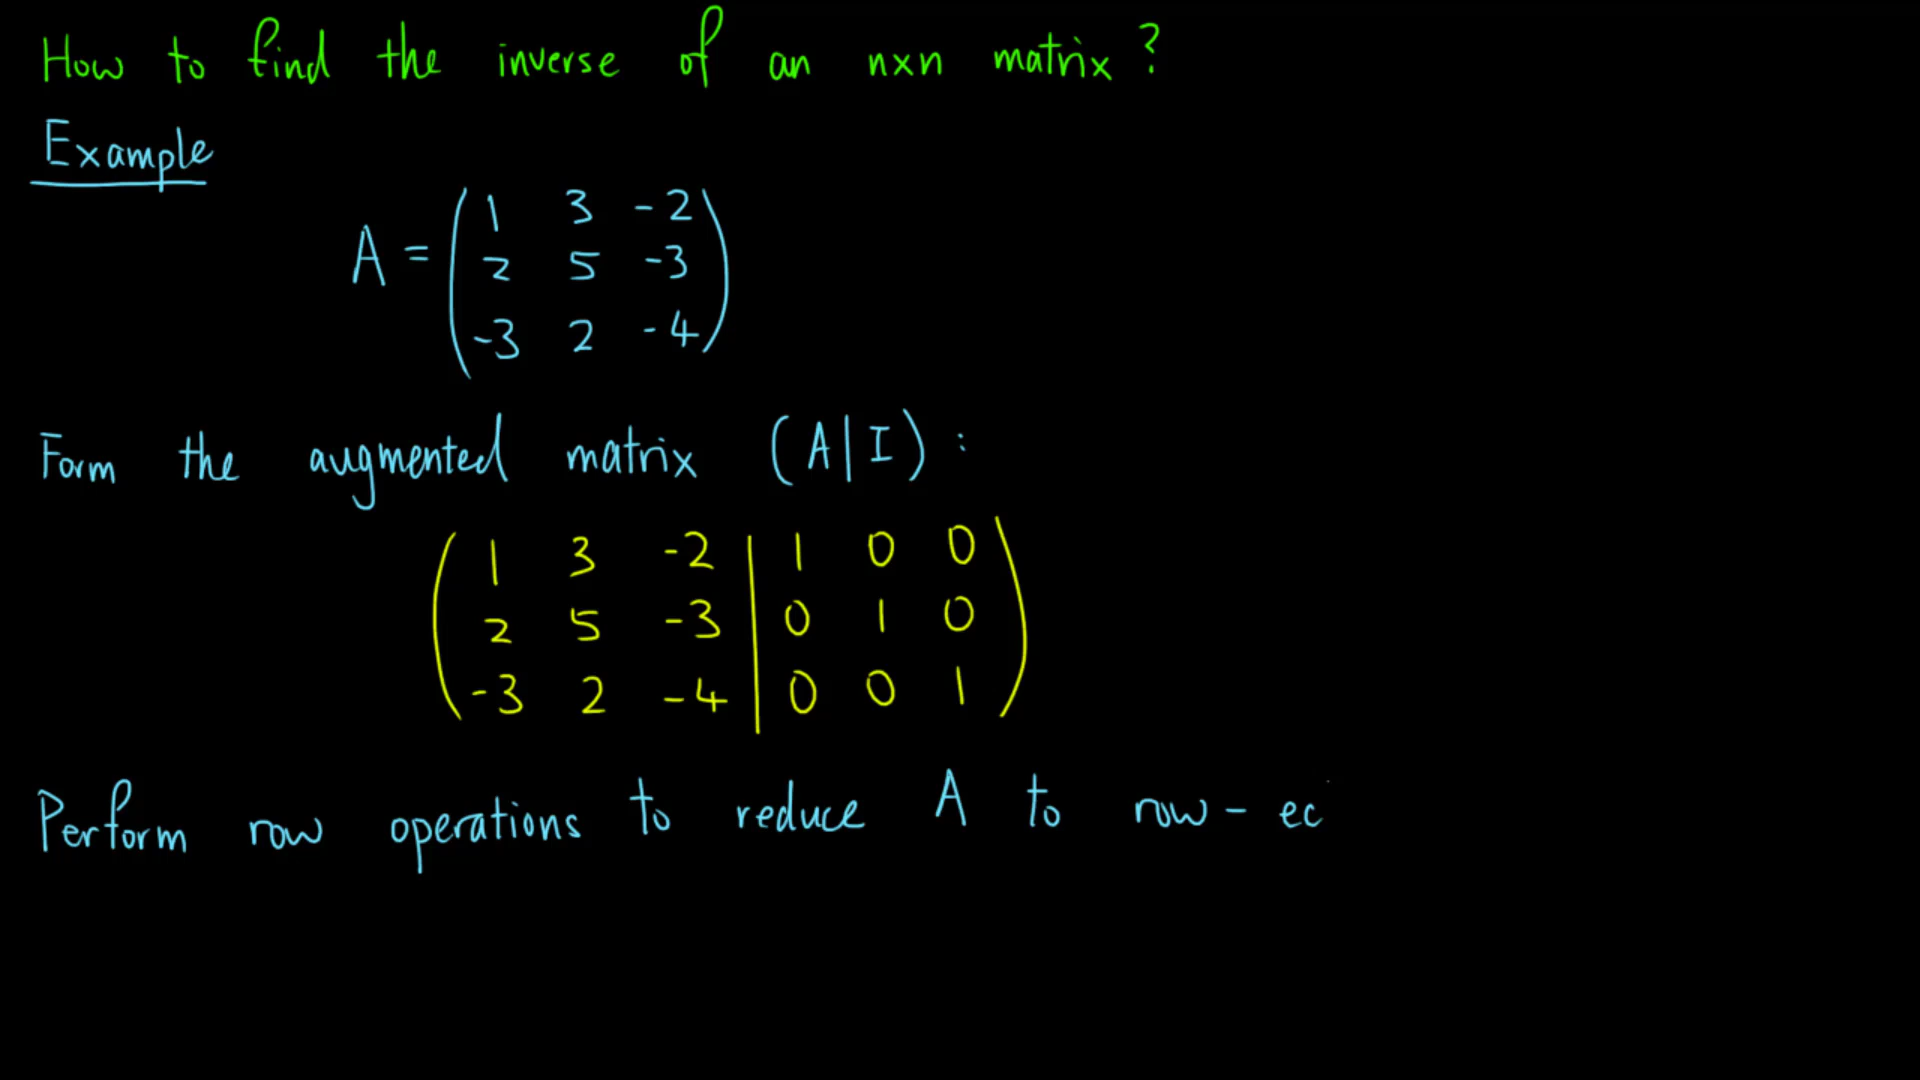 How to find the inverse of an nxn matrix?
Example
A = ( 1 3 -2
2 5 -3
-3 2 -4 )
Form the augmented matrix (A|I):
( 1 3 -2 | 1 0 0
2 5 -3 | 0 1 0
-3 2 -4 | 0 0 1 )
Perform row operations to reduce A to row-ec